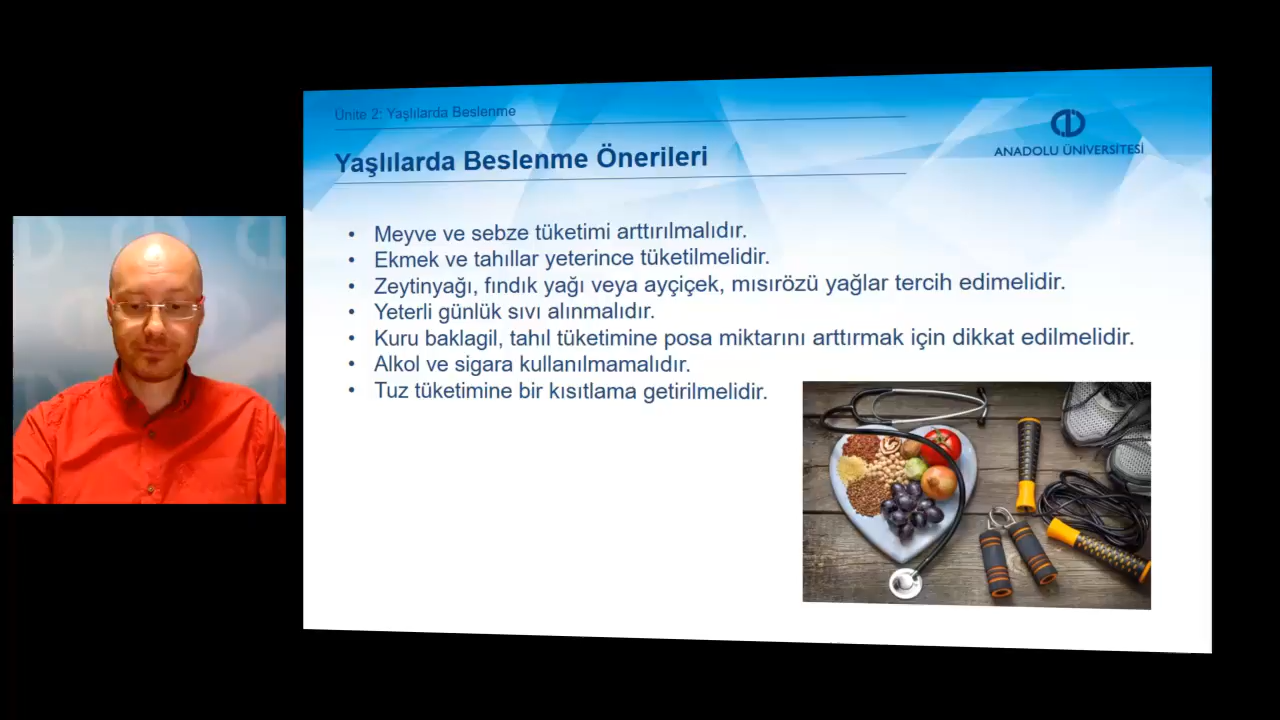 Ünite 2: Yaşlılarda Beslenme
ANADOLU ÜNİVERSİTESİ
Yaşlılarda Beslenme Önerileri
• Meyve ve sebze tüketimi arttırılmalıdır.
• Ekmek ve tahıllar yeterince tüketilmelidir.
• Zeytinyağı, fındık yağı veya ayçiçek, mısırözü yağlar tercih edimelidir.
• Yeterli günlük sıvı alınmalıdır.
• Kuru baklagil, tahıl tüketimine posa miktarını arttırmak için dikkat edilmelidir.
• Alkol ve sigara kullanılmamalıdır.
• Tuz tüketimine bir kısıtlama getirilmelidir.